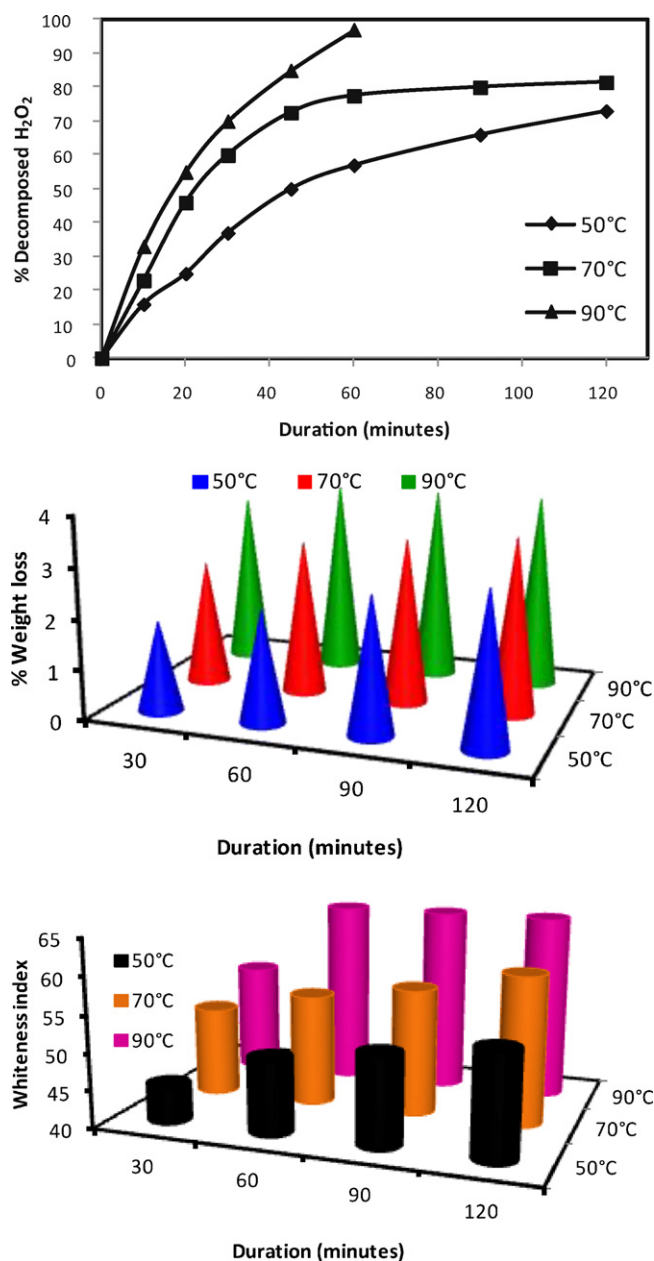 100
90
80
70
60
50
40
30
20
10
0
% Decomposed H₂O₂
50°C
70°C
90°C
0 20 40 60 80 100 120
Duration (minutes)
50°C 70°C 90°C
4
3
2
1
0
% Weight loss
90°C
70°C
50°C
30 60 90 120
Duration (minutes)
65
60
55
50
45
40
Whiteness index
50°C
70°C
90°C
90°C
70°C
50°C
30 60 90 120
Duration (minutes)